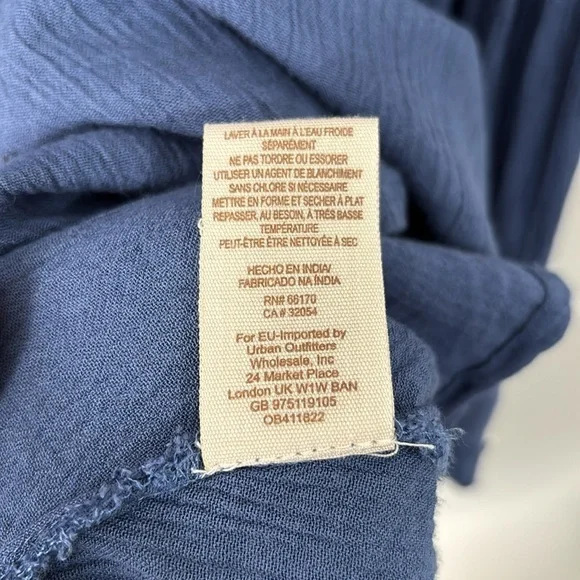 LAVER À LA MAIN À L'EAU FROIDE
SÉPARÉMENT
NE PAS TORDRE OU ESSORER
UTILISER UN AGENT DE BLANCHIMENT
SANS CHLORE SI NÉCESSAIRE
METTRE EN FORME ET SECHER À PLAT
REPASSER, AU BESOIN, À TRÈS BASSE
TEMPÉRATURE
PEUT-ÊTRE ÊTRE NETTOYÉE À SEC
HECHO EN INDIA/
FABRICADO NA ÍNDIA
RN# 66170
CA # 32054
For EU-Imported by
Urban Outfitters
Wholesale, Inc
24 Market Place
London UK W1W BAN
GB 975119105
OB411822